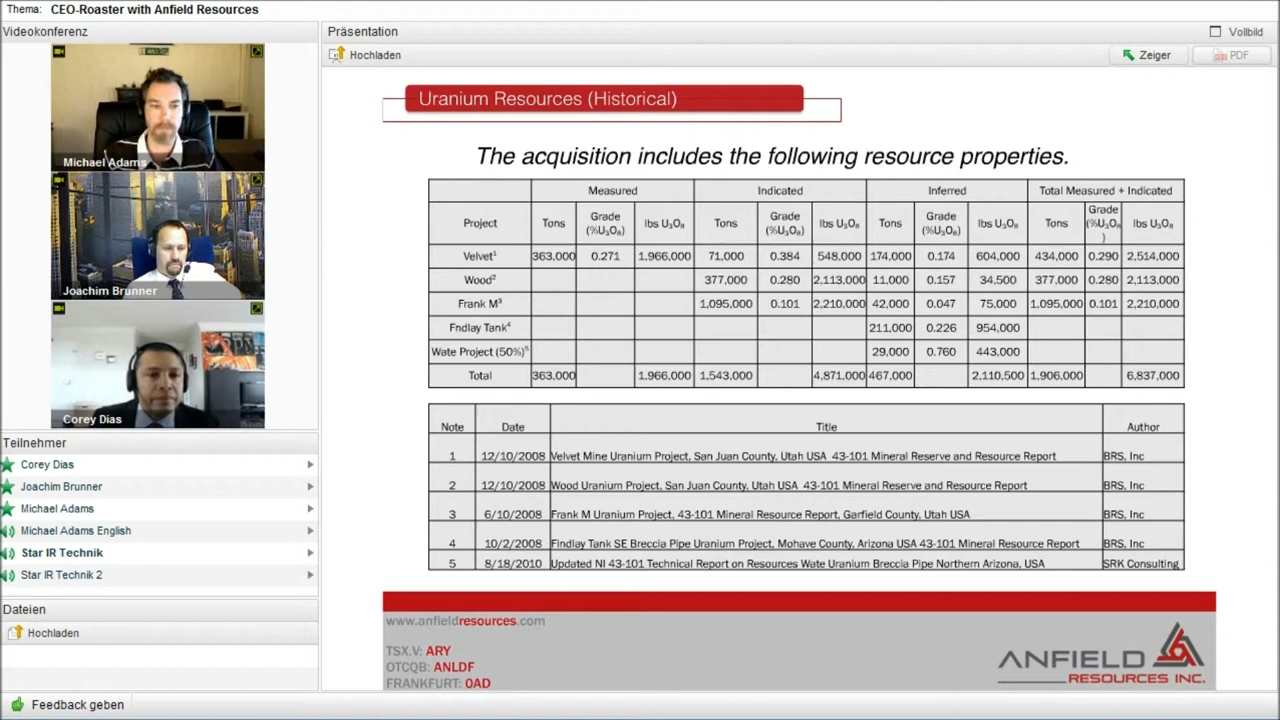 Thema: CEO-Roaster with Anfield Resources
Videokonferenz
Michael Adams
Joachim Brunner
Corey Dias
Teilnehmer
Corey Dias
Joachim Brunner
Michael Adams
Michael Adams English
Star IR Technik
Star IR Technik 2
Dateien
Hochladen
Feedback geben
Präsentation
Vollbild
Hochladen
Zeiger
PDF
Uranium Resources (Historical)
The acquisition includes the following resource properties.
Measured Indicated Inferred Total Measured + Indicated
Project Tons Grade (%U₃O₈) lbs U₃O₈ Tons Grade (%U₃O₈) lbs U₃O₈ Tons Grade (%U₃O₈) lbs U₃O₈ Tons Grade (%U₃O₈) lbs U₃O₈
Velvet¹ 363,000 0.271 1,966,000 71,000 0.384 548,000 174,000 0.174 604,000 434,000 0.290 2,514,000
Wood² 377,000 0.280 2,113,000 11,000 0.157 34,500 377,000 0.280 2,113,000
Frank M³ 1,095,000 0.101 2,210,000 42,000 0.047 75,000 1,095,000 0.101 2,210,000
Fndlay Tank⁴ 211,000 0.226 954,000
Wate Project (50%)⁵ 29,000 0.760 443,000
Total 363,000 1,966,000 1,543,000 4,871,000 467,000 2,110,500 1,906,000 6,837,000
Note Date Title Author
1 12/10/2008 Velvet Mine Uranium Project, San Juan County, Utah USA 43-101 Mineral Reserve and Resource Report BRS, Inc
2 12/10/2008 Wood Uranium Project, San Juan County, Utah USA 43-101 Mineral Reserve and Resource Report BRS, Inc
3 6/10/2008 Frank M Uranium Project, 43-101 Mineral Resource Report, Garfield County, Utah USA BRS, Inc
4 10/2/2008 Findlay Tank SE Breccia Pipe Uranium Project, Mohave County, Arizona USA 43-101 Mineral Resource Report BRS, Inc
5 8/18/2010 Updated NI 43-101 Technical Report on Resources Wate Uranium Breccia Pipe Northern Arizona, USA SRK Consulting
www.anfieldresources.com
TSX.V: ARY
OTCQB: ANLDF
FRANKFURT: 0AD
ANFIELD
RESOURCES INC.